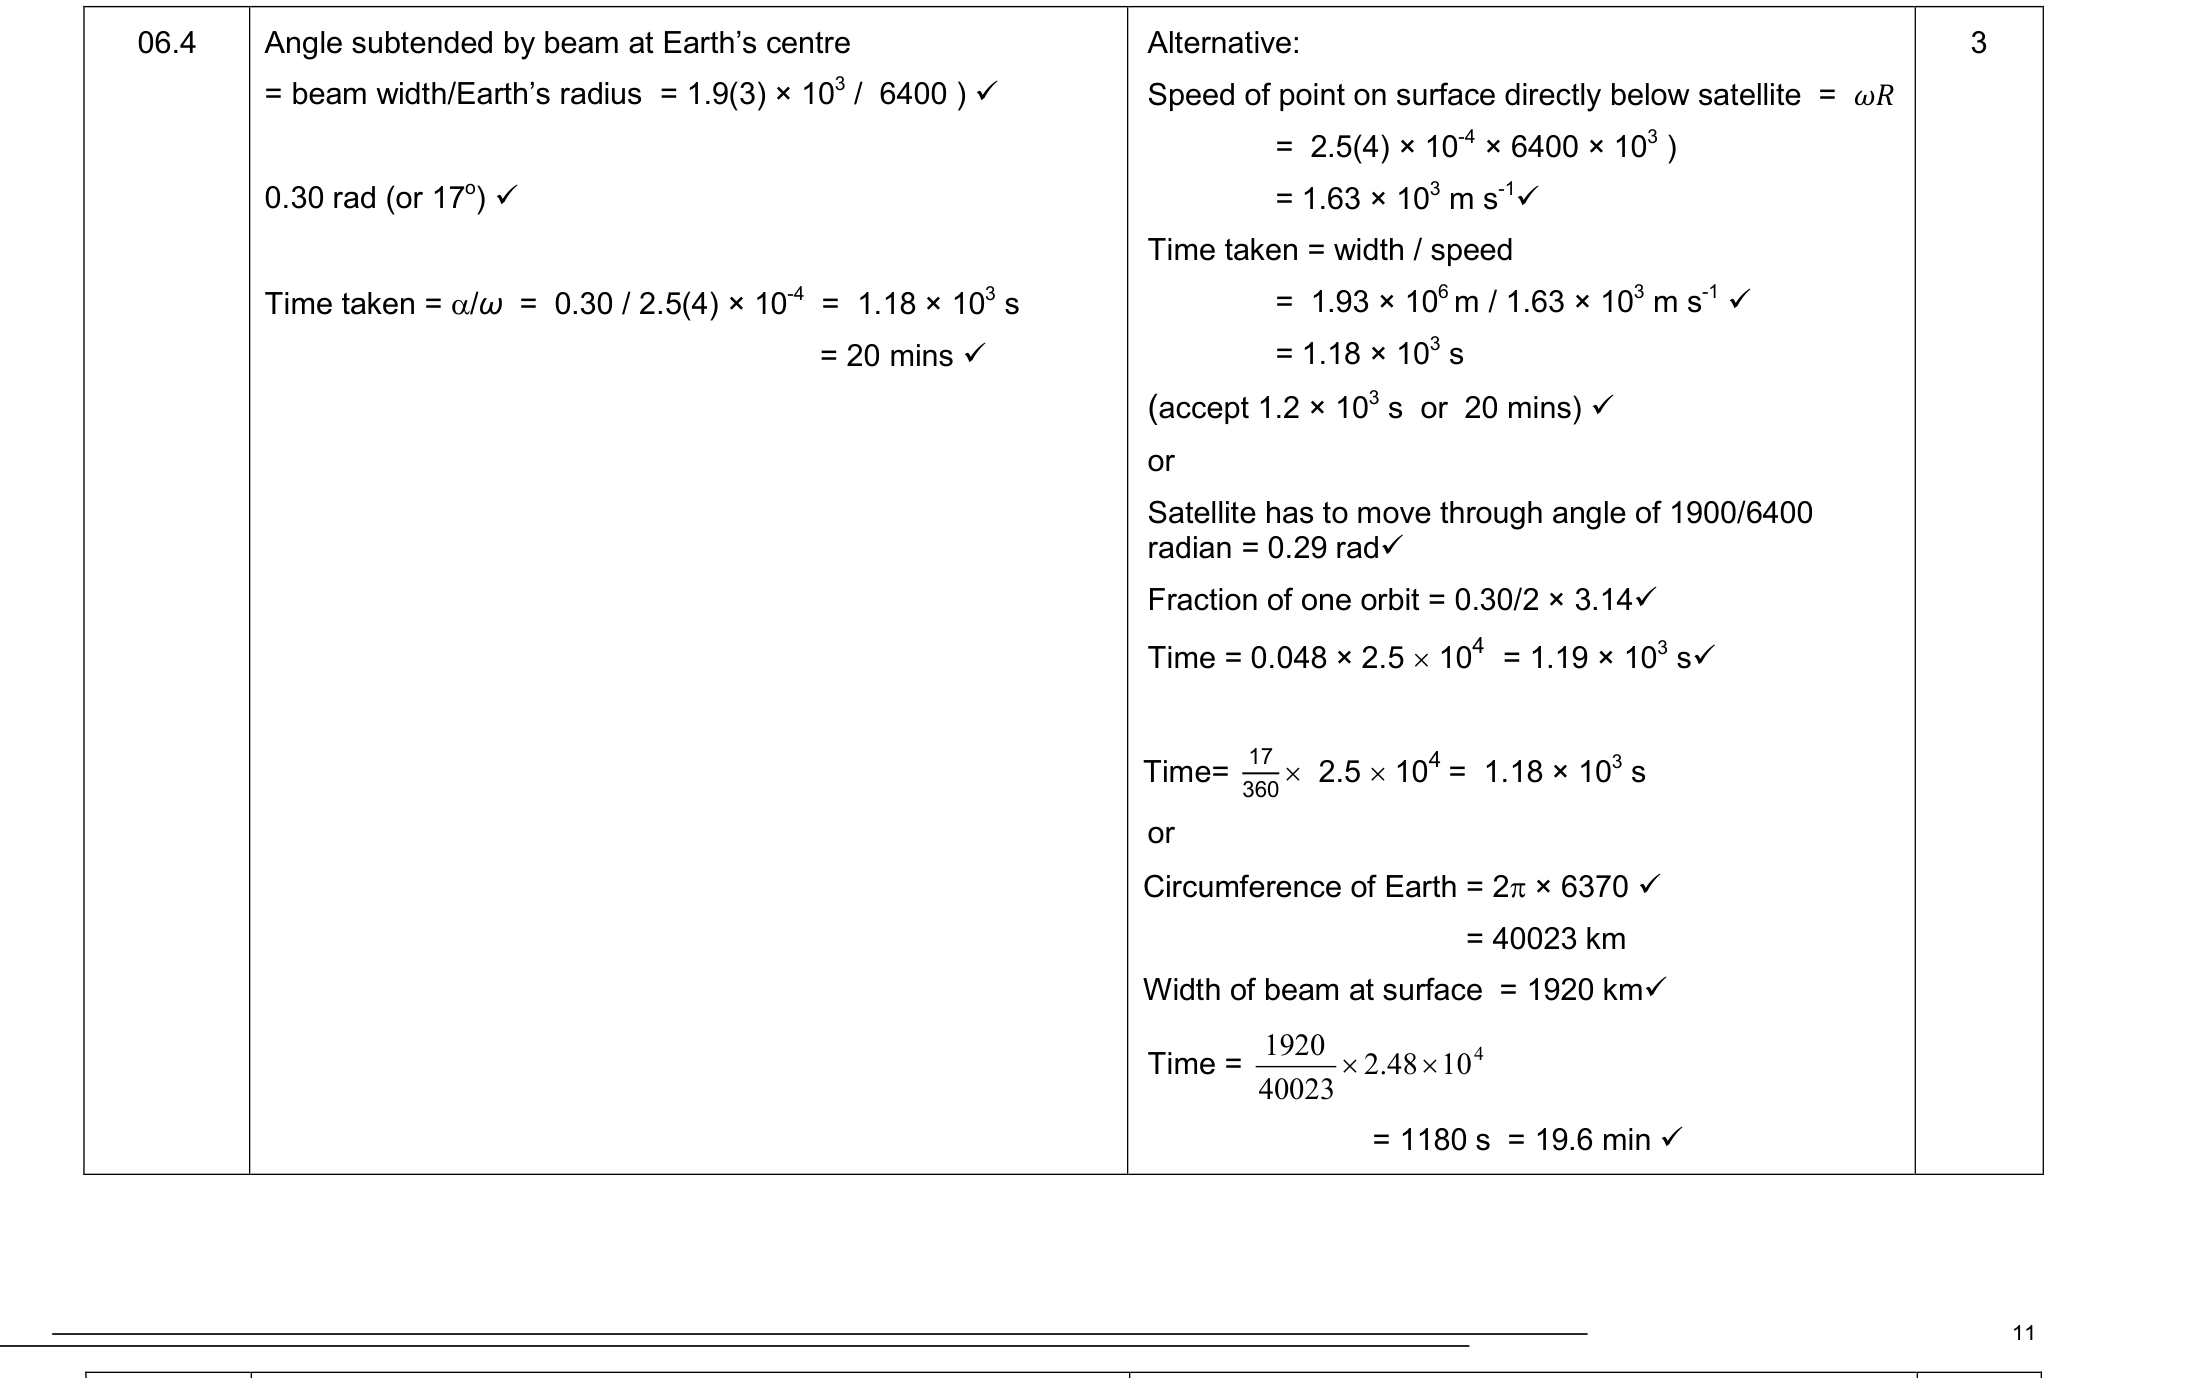 06.4
Angle subtended by beam at Earth’s centre
= beam width/Earth’s radius = 1.9(3) × 10³ / 6400 ) ✓
0.30 rad (or 17º) ✓
Time taken = α/ω = 0.30 / 2.5(4) × 10⁻⁴ = 1.18 × 10³ s
= 20 mins ✓
Alternative:
Speed of point on surface directly below satellite = ωR
= 2.5(4) × 10⁻⁴ × 6400 × 10³ )
= 1.63 × 10³ m s⁻¹✓
Time taken = width / speed
= 1.93 × 10⁶ m / 1.63 × 10³ m s⁻¹ ✓
= 1.18 × 10³ s
(accept 1.2 × 10³ s or 20 mins) ✓
or
Satellite has to move through angle of 1900/6400
radian = 0.29 rad✓
Fraction of one orbit = 0.30/2 × 3.14✓
Time = 0.048 × 2.5 × 10⁴ = 1.19 × 10³ s✓
Time= 17/360 × 2.5 × 10⁴ = 1.18 × 10³ s
or
Circumference of Earth = 2π × 6370 ✓
= 40023 km
Width of beam at surface = 1920 km✓
Time = 1920/40023 × 2.48 × 10⁴
= 1180 s = 19.6 min ✓
3
11